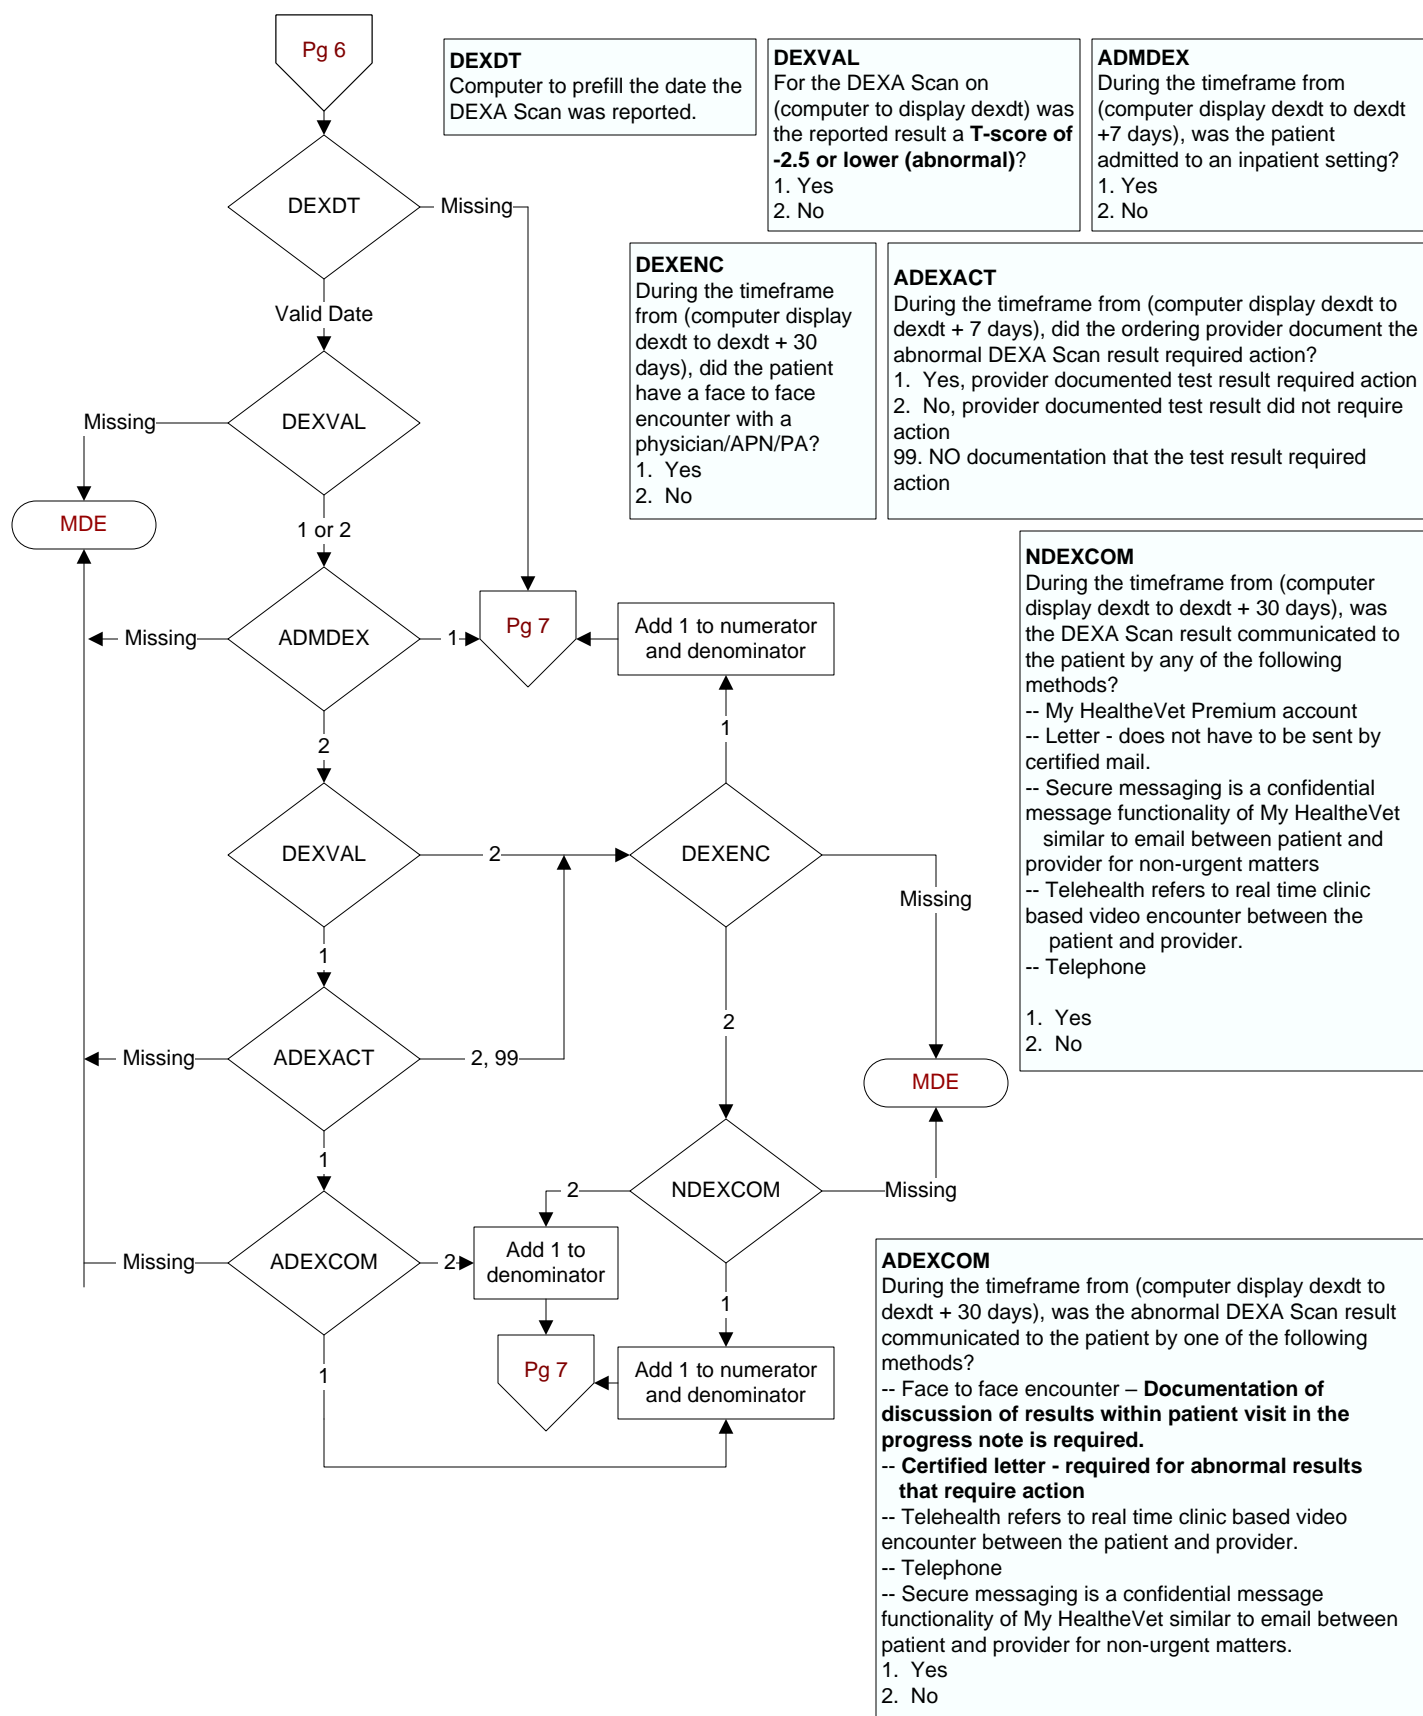 Pg 6
DEXDT
Computer to prefill the date the
DEXA Scan was reported.
DEXVAL
For the DEXA Scan on
(computer to display dexdt) was
the reported result a T-score of
-2.5 or lower (abnormal)?
1. Yes
2. No
ADMDEX
During the timeframe from
(computer display dexdt to dexdt
+7 days), was the patient
admitted to an inpatient setting?
1. Yes
2. No
DEXDT
Missing
Valid Date
DEXENC
During the timeframe
from (computer display
dexdt to dexdt + 30
days), did the patient
have a face to face
encounter with a
physician/APN/PA?
1. Yes
2. No
ADEXACT
During the timeframe from (computer display dexdt to
dexdt + 7 days), did the ordering provider document the
abnormal DEXA Scan result required action?
1. Yes, provider documented test result required action
2. No, provider documented test result did not require
action
99. NO documentation that the test result required
action
Missing
DEXVAL
MDE
1 or 2
Missing
ADMDEX
1
Pg 7
Add 1 to numerator
and denominator
NDEXCOM
During the timeframe from (computer
display dexdt to dexdt + 30 days), was
the DEXA Scan result communicated to
the patient by any of the following
methods?
-- My HealtheVet Premium account
-- Letter - does not have to be sent by
certified mail.
-- Secure messaging is a confidential
message functionality of My HealtheVet
similar to email between patient and
provider for non-urgent matters
-- Telehealth refers to real time clinic
based video encounter between the
patient and provider.
-- Telephone
1. Yes
2. No
2
1
DEXVAL
2
DEXENC
Missing
1
2
Missing
ADEXACT
2, 99
MDE
1
2
NDEXCOM
Missing
Missing
ADEXCOM
2
Add 1 to
denominator
1
1
Pg 7
Add 1 to numerator
and denominator
ADEXCOM
During the timeframe from (computer display dexdt to
dexdt + 30 days), was the abnormal DEXA Scan result
communicated to the patient by one of the following
methods?
-- Face to face encounter – Documentation of
discussion of results within patient visit in the
progress note is required.
-- Certified letter - required for abnormal results
that require action
-- Telehealth refers to real time clinic based video
encounter between the patient and provider.
-- Telephone
-- Secure messaging is a confidential message
functionality of My HealtheVet similar to email between
patient and provider for non-urgent matters.
1. Yes
2. No